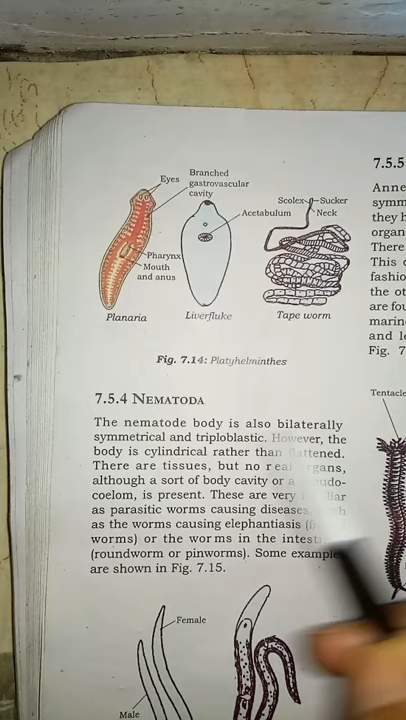 Eyes
Branched
gastrovascular
cavity
Acetabulum
Pharynx
Mouth
and anus
Scolex
Sucker
Neck
Planaria
Liverfluke
Tape worm
Fig. 7.14: Platyhelminthes
7.5.4 NEMATODA
The nematode body is also bilaterally
symmetrical and triploblastic. However, the
body is cylindrical rather than
There are tissues, but no
although a sort of body cavity or
coelom, is present. These are very
as parasitic worms causing diseases,
as the worms causing elephantiasis
worms) or the worms in the
(roundworm or pinworms). Some examples
are shown in Fig. 7.15.
Female
Male
7.5.5
Anne
symm
they h
organ
There
This c
fashio
the ot
are fou
marin
and le
Fig. 7
Tentacle